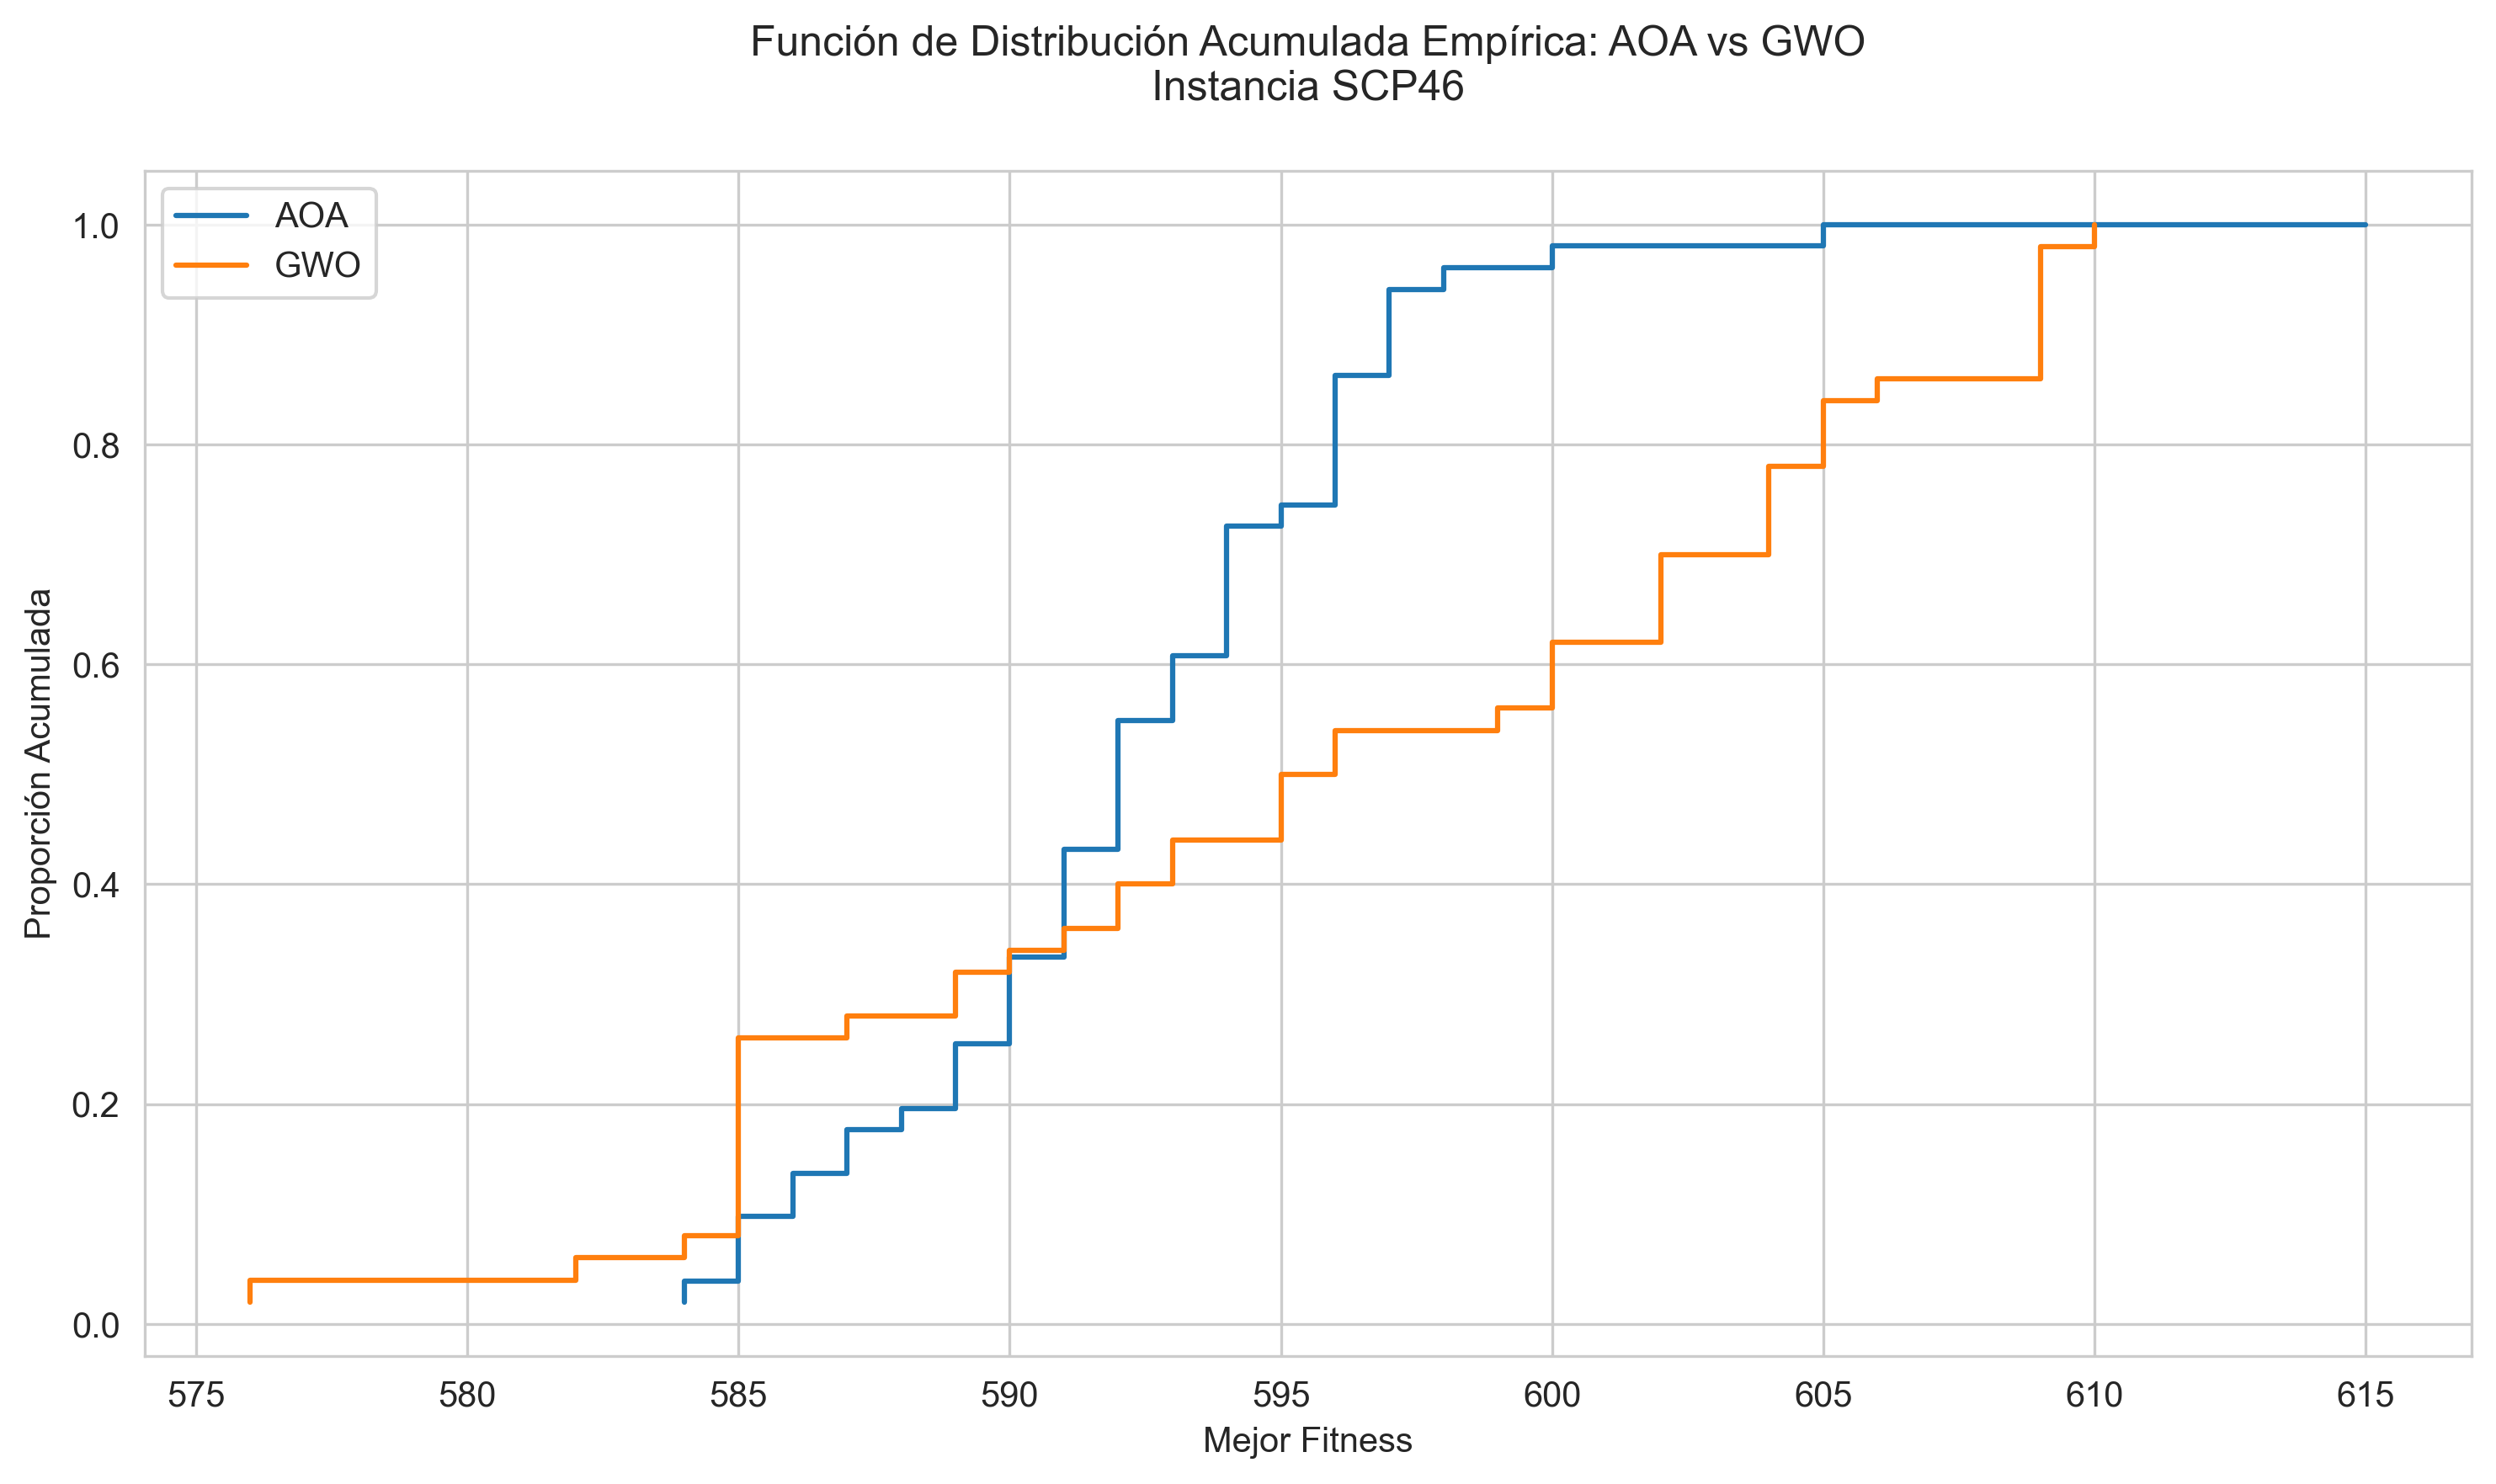 Función de Distribución Acumulada Empírica: AOA vs GWO
Instancia SCP46
AOA
GWO
Proporción Acumulada
1.0
0.8
0.6
0.4
0.2
0.0
575 580 585 590 595 600 605 610 615
Mejor Fitness